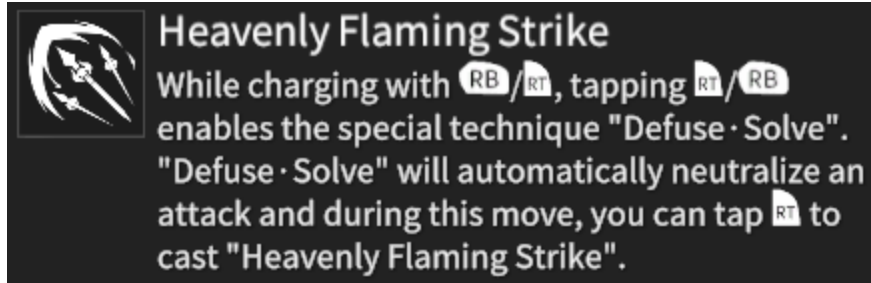 Heavenly Flaming Strike
While charging with RB/RT, tapping RT/RB
enables the special technique "Defuse·Solve".
"Defuse·Solve" will automatically neutralize an
attack and during this move, you can tap RT to
cast "Heavenly Flaming Strike".